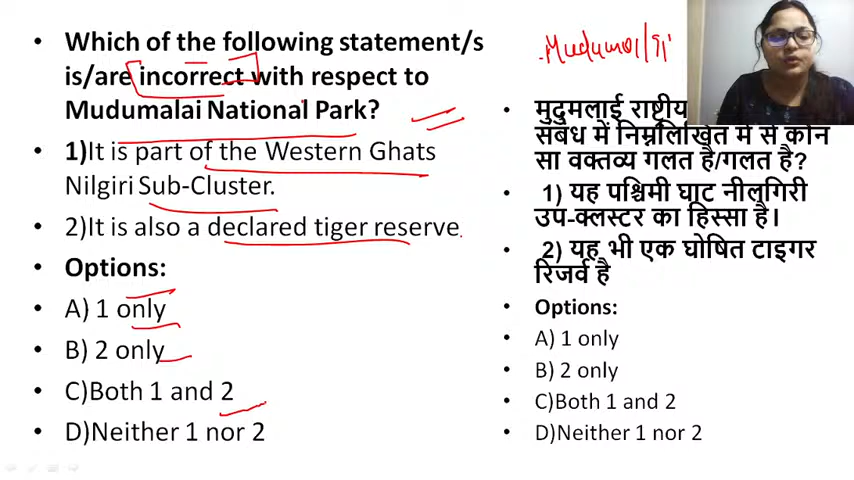 Which of the following statement/s
is/are incorrect with respect to
Mudumalai National Park?
1)It is part of the Western Ghats
Nilgiri Sub-Cluster.
2)It is also a declared tiger reserve.
Options:
A) 1 only
B) 2 only
C)Both 1 and 2
D)Neither 1 nor 2
मुदुमलाई राष्ट्रीय
संबंध में निम्नलिखित में से कौन
सा वक्तव्य गलत है/गलत है?
1) यह पश्चिमी घाट नीलगिरी
उप-क्लस्टर का हिस्सा है।
2) यह भी एक घोषित टाइगर
रिजर्व है
Options:
A) 1 only
B) 2 only
C)Both 1 and 2
D)Neither 1 nor 2